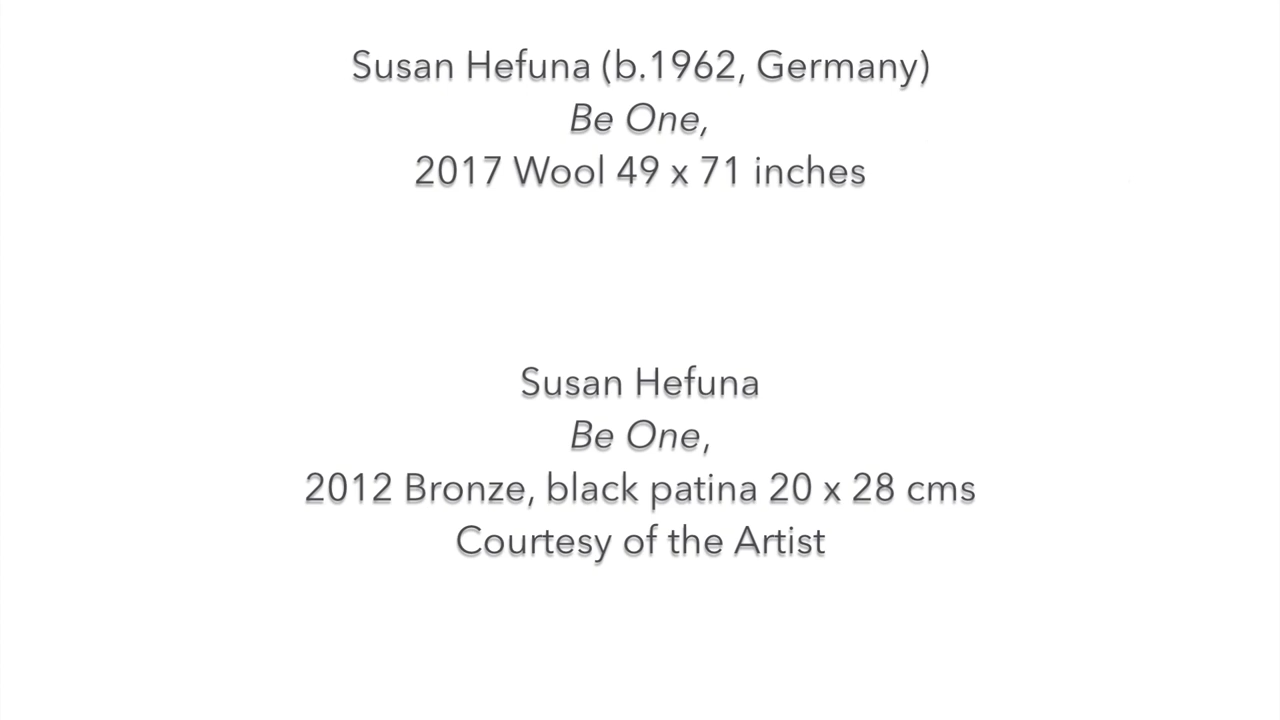 Susan Hefuna (b.1962, Germany)
Be One,
2017 Wool 49 x 71 inches
Susan Hefuna
Be One,
2012 Bronze, black patina 20 x 28 cms
Courtesy of the Artist